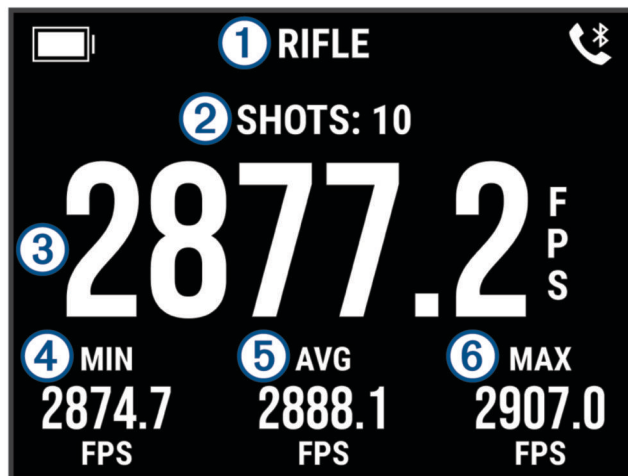 1 RIFLE
2 SHOTS: 10
3 2877.2 FPS
4 MIN 5 AVG 6 MAX
2874.7 2888.1 2907.0
FPS FPS FPS